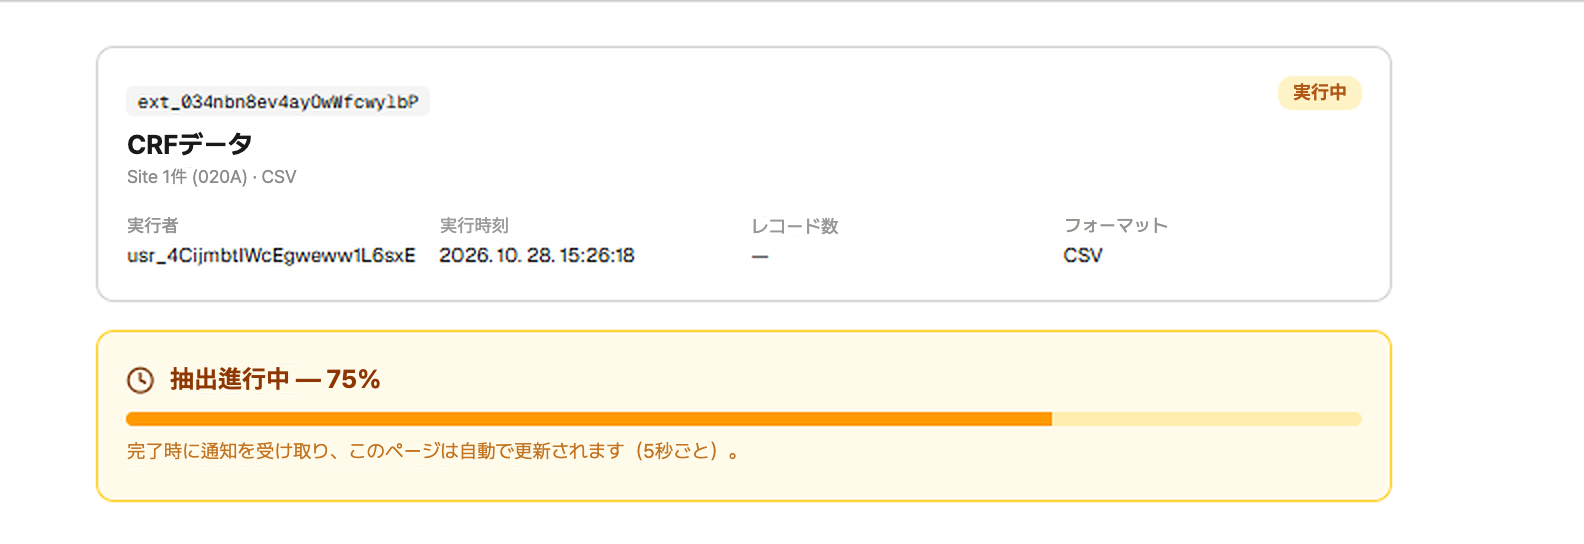 ext_034nbn8ev4ayOwWfcwylbP
実行中
CRFデータ
Site 1件 (020A) · CSV
実行者
実行時刻
レコード数
フォーマット
usr_4CijmbtIWcEgweww1L6sxE
2026. 10. 28. 15:26:18
—
CSV
抽出進行中 — 75%
完了時に通知を受け取り、このページは自動で更新されます（5秒ごと）。